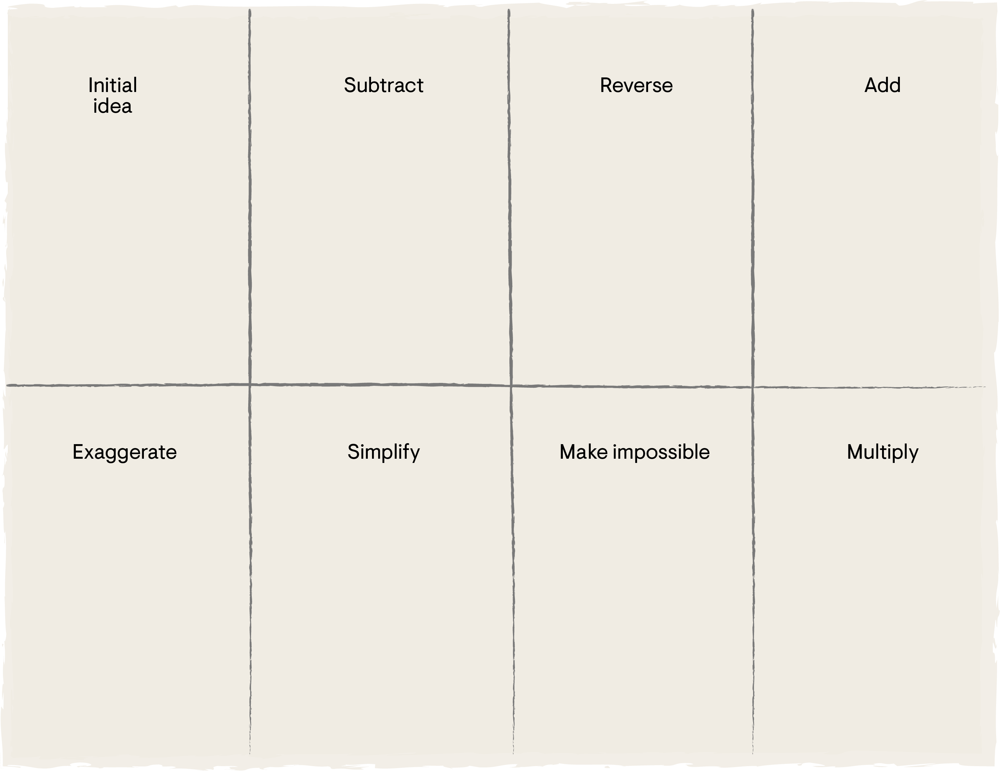 Initial
idea
Subtract
Reverse
Add
Exaggerate
Simplify
Make impossible
Multiply